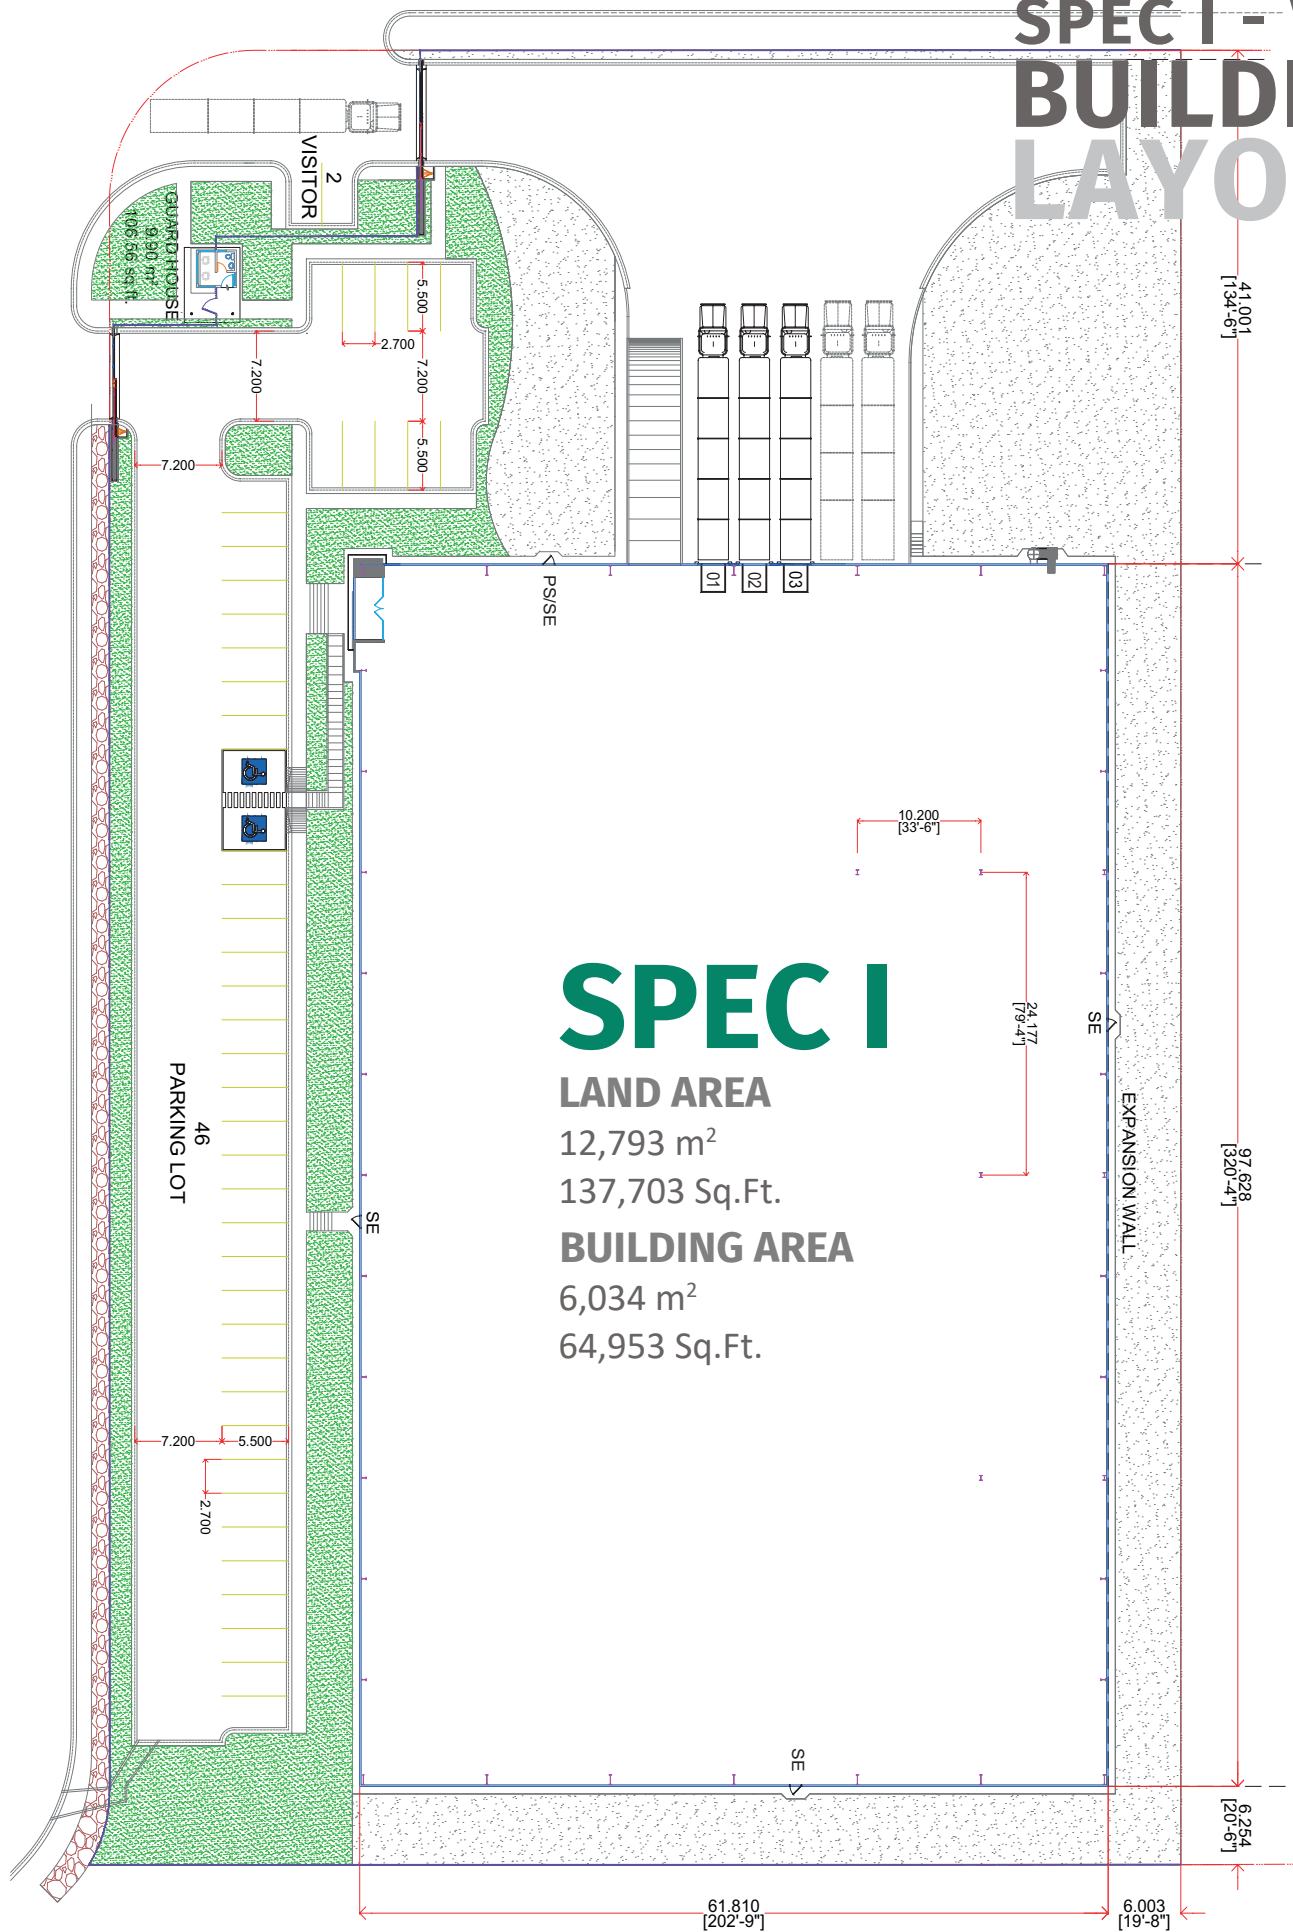 SPEC I -
BUILDI
LAYO
2
VISITOR
GUARD HOUSE
9.90 m²
106.56 sq.ft.
5.500
2.700
7.200
7.200
5.500
7.200
41.001
[134'-6"]
01
02
03
PS/SE
10.200
[33'-6"]
24.177
[79'-4"]
SE
EXPANSION WALL
97.628
[320'-4"]
SPEC I
LAND AREA
12,793 m²
137,703 Sq.Ft.
BUILDING AREA
6,034 m²
64,953 Sq.Ft.
46
PARKING LOT
SE
7.200
5.500
2.700
SE
6.254
[20'-6"]
61.810
[202'-9"]
6.003
[19'-8"]